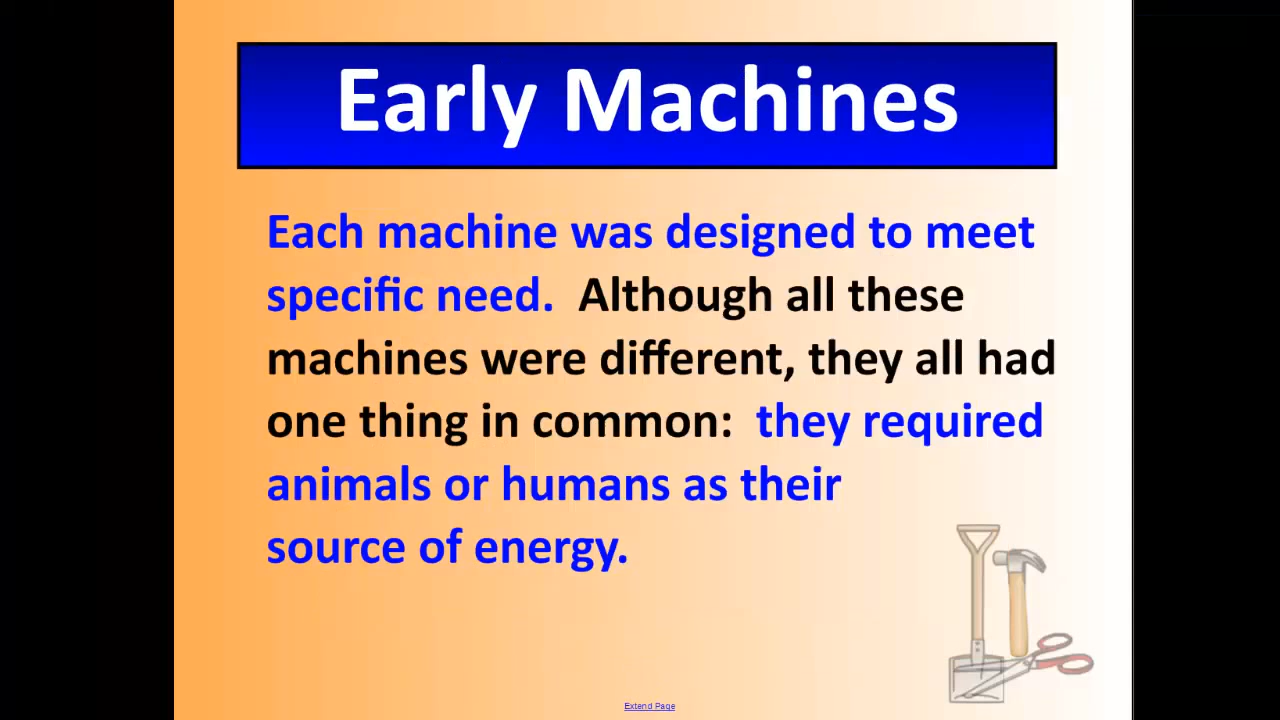 Early Machines
Each machine was designed to meet
specific need.  Although all these
machines were different, they all had
one thing in common:  they required
animals or humans as their
source of energy.
Extend Page